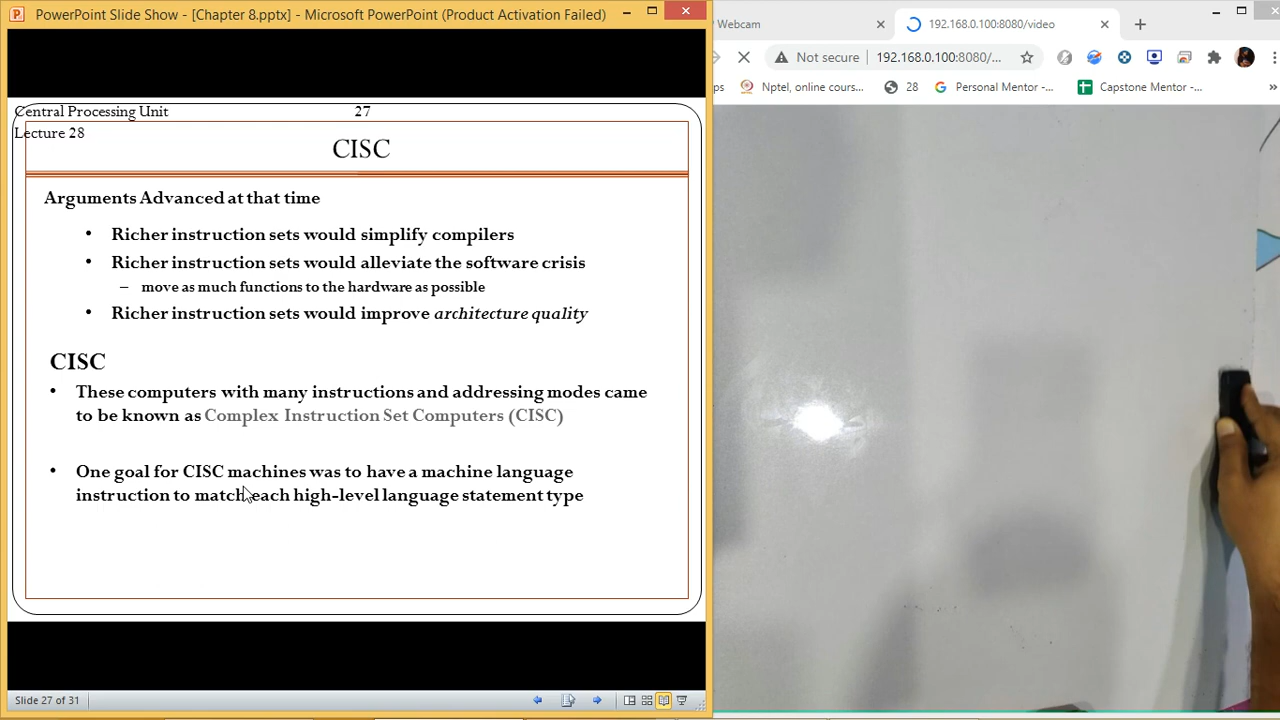 PowerPoint Slide Show - [Chapter 8.pptx] - Microsoft PowerPoint (Product Activation Failed)
Central Processing Unit 27
Lecture 28
CISC
Arguments Advanced at that time
• Richer instruction sets would simplify compilers
• Richer instruction sets would alleviate the software crisis
– move as much functions to the hardware as possible
• Richer instruction sets would improve architecture quality
CISC
• These computers with many instructions and addressing modes came
to be known as Complex Instruction Set Computers (CISC)
• One goal for CISC machines was to have a machine language
instruction to match each high-level language statement type
Slide 27 of 31
Webcam
192.168.0.100:8080/video
Not secure 192.168.0.100:8080/...
ps Nptel, online cours... 28 Personal Mentor -... Capstone Mentor -... »